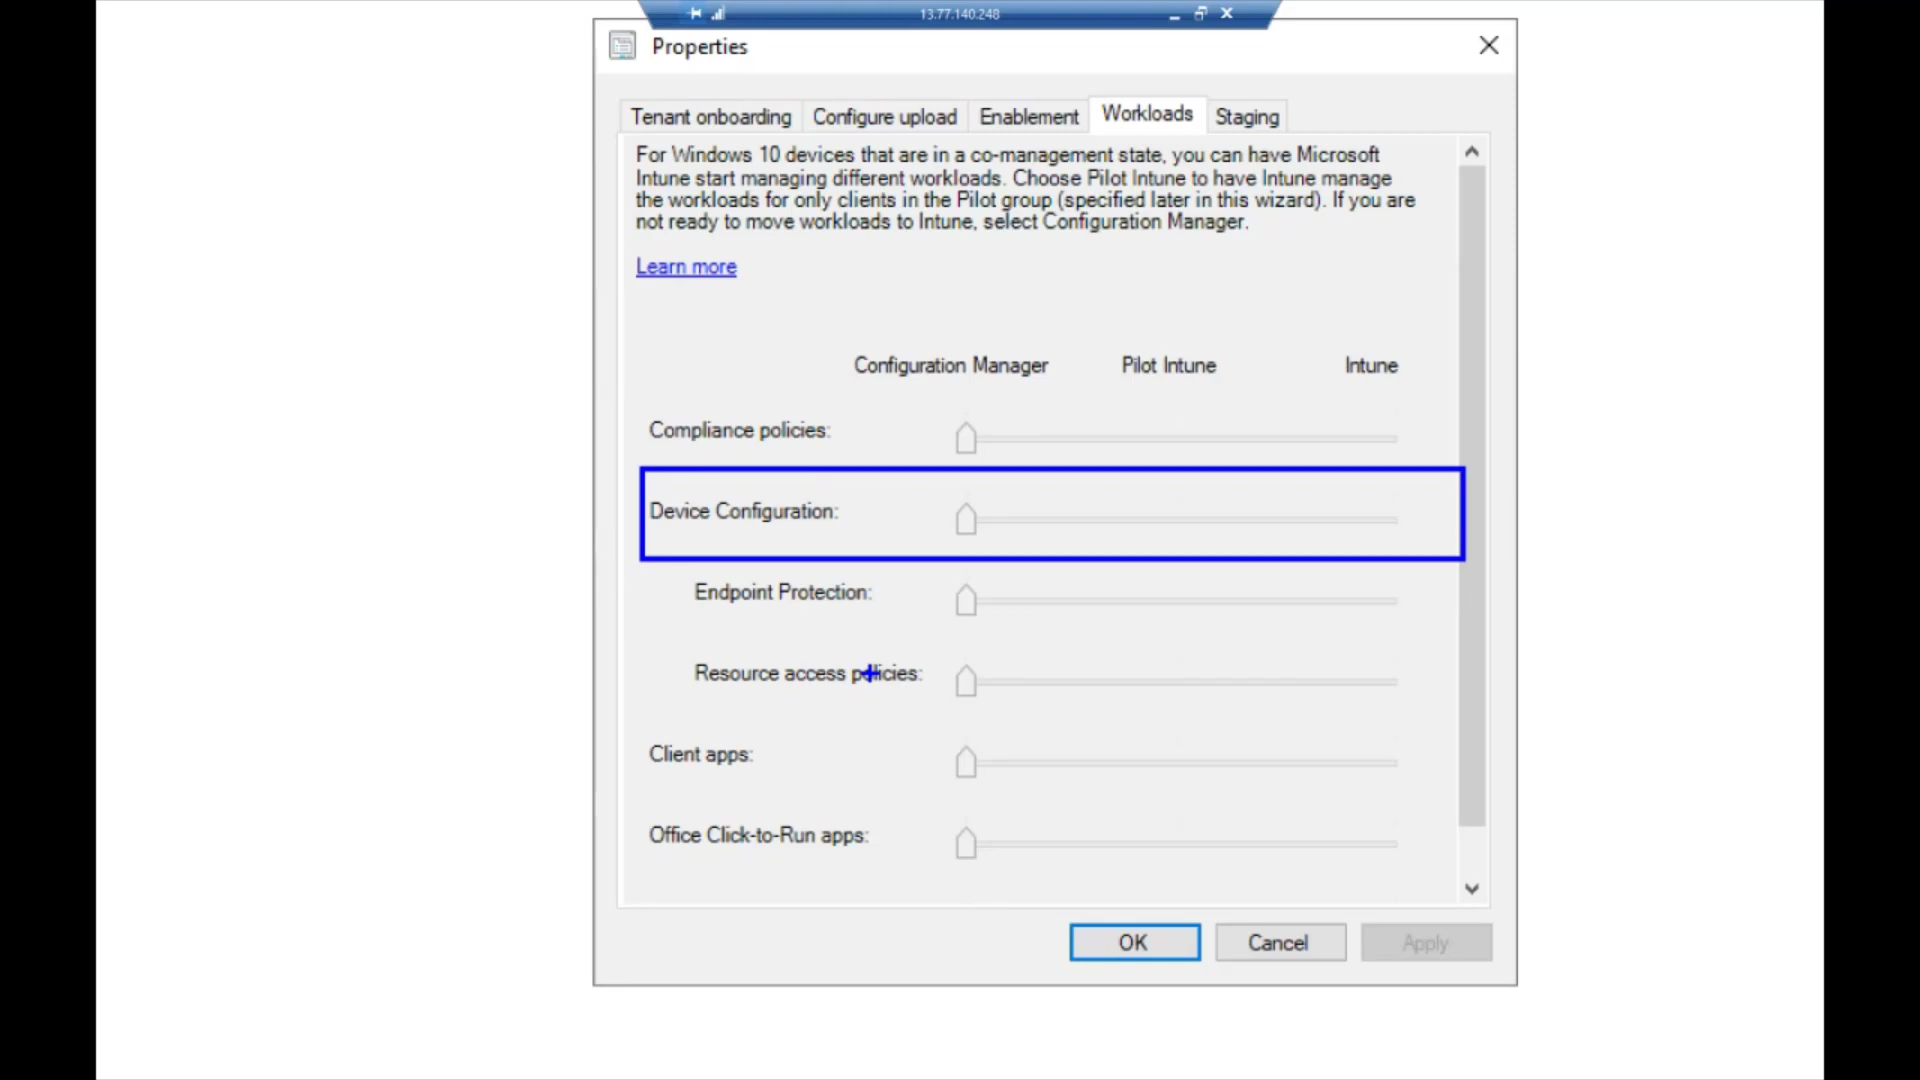 13.77.140.248
Properties
Tenant onboarding Configure upload Enablement Workloads Staging
For Windows 10 devices that are in a co-management state, you can have Microsoft
Intune start managing different workloads. Choose Pilot Intune to have Intune manage
the workloads for only clients in the Pilot group (specified later in this wizard). If you are
not ready to move workloads to Intune, select Configuration Manager.
Learn more
Configuration Manager Pilot Intune Intune
Compliance policies:
Device Configuration:
Endpoint Protection:
Resource access policies:
Client apps:
Office Click-to-Run apps:
OK Cancel Apply